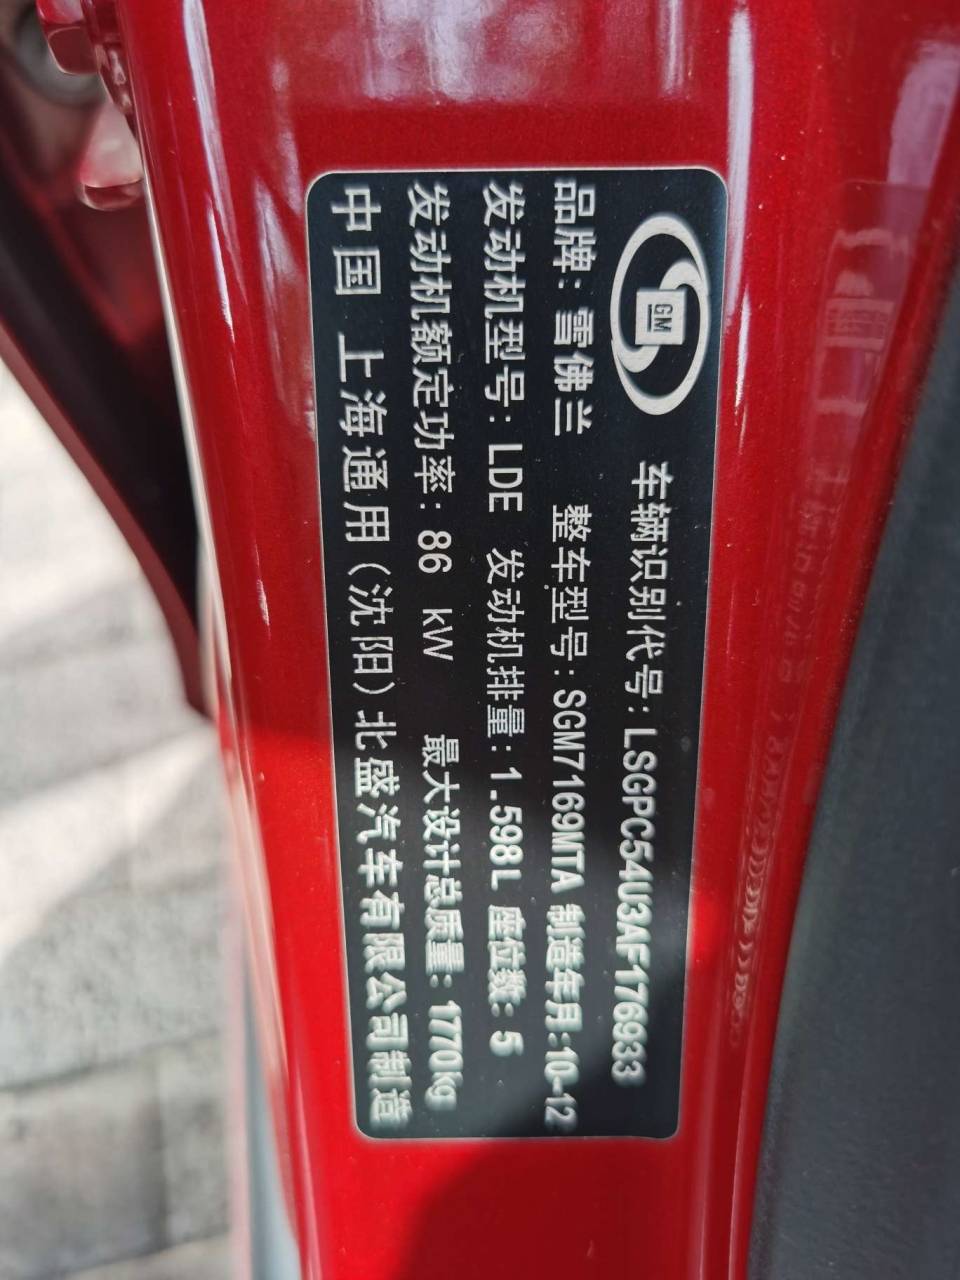 GM
车辆识别代号:LSGPC54U3AF176933
品牌:雪佛兰 整车型号:SGM7169MTA 制造年月:10-12
发动机型号:LDE 发动机排量:1.598L 座位数:5
发动机额定功率:86 kW 最大设计总质量:1770kg
中国 上海通用(沈阳)北盛汽车有限公司制造